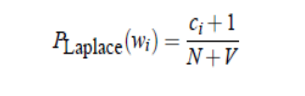 P_Laplace(w_i) = (c_i + 1) / (N + V)